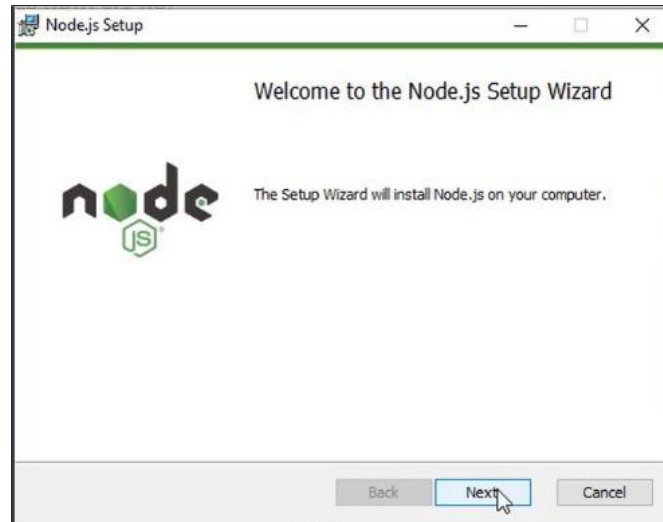 Node.js Setup
Welcome to the Node.js Setup Wizard
node
JS
The Setup Wizard will install Node.js on your computer.
Back
Next
Cancel